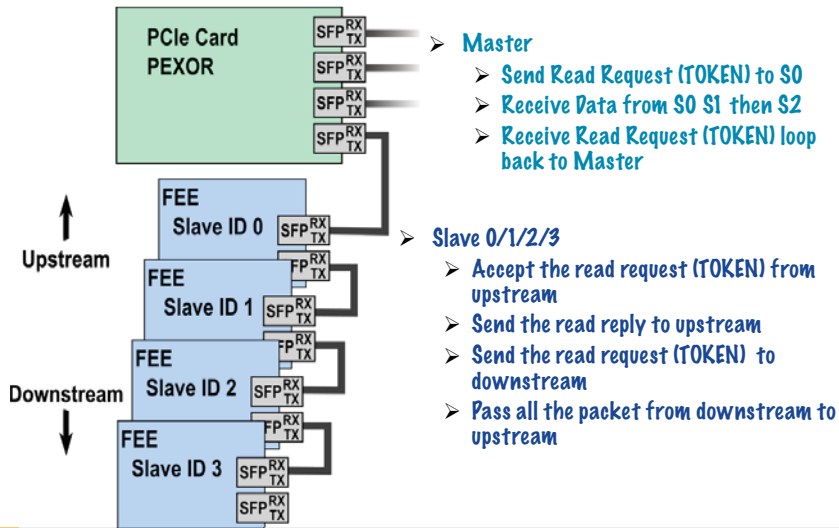 PCIe Card
PEXOR
SFP RX TX
SFP RX TX
SFP RX TX
SFP RX TX
➢ Master
➢ Send Read Request (TOKEN) to S0
➢ Receive Data from S0 S1 then S2
➢ Receive Read Request (TOKEN) loop
back to Master
Upstream
Downstream
FEE
Slave ID 0
SFP RX TX
FP RX TX
FEE
Slave ID 1
SFP RX TX
FP RX TX
FEE
Slave ID 2
SFP RX TX
FP RX TX
FEE
Slave ID 3
SFP RX TX
SFP RX TX
➢ Slave 0/1/2/3
➢ Accept the read request (TOKEN) from
upstream
➢ Send the read reply to upstream
➢ Send the read request (TOKEN) to
downstream
➢ Pass all the packet from downstream to
upstream